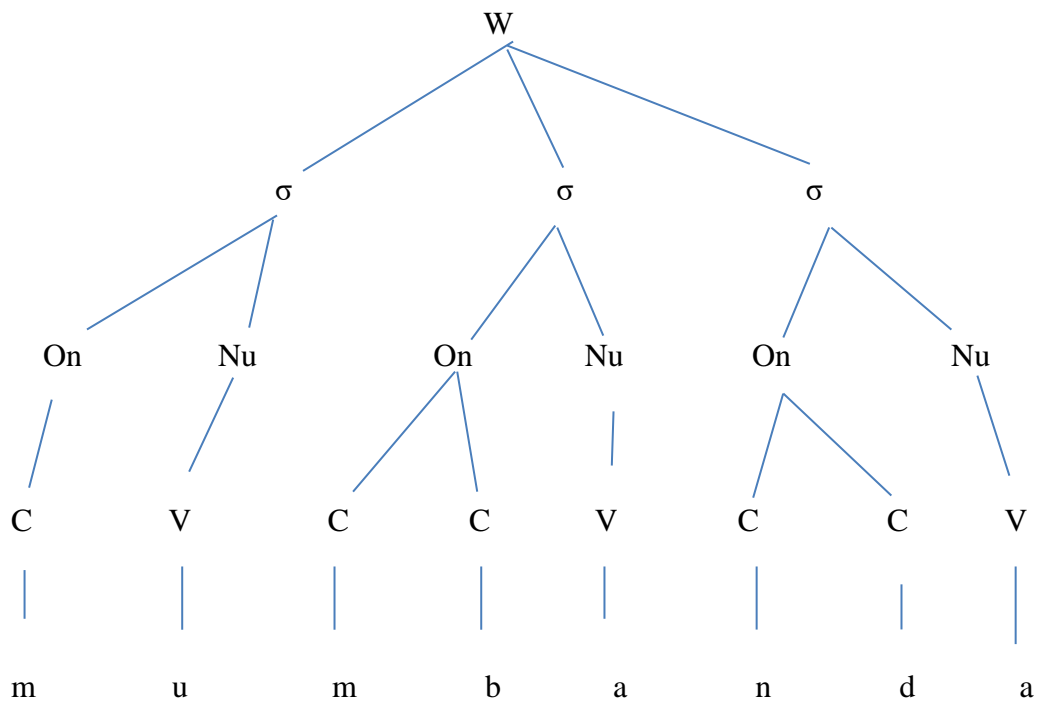 W
σ σ σ
On Nu On Nu On Nu
C V C C V C C V
m u m b a n d a